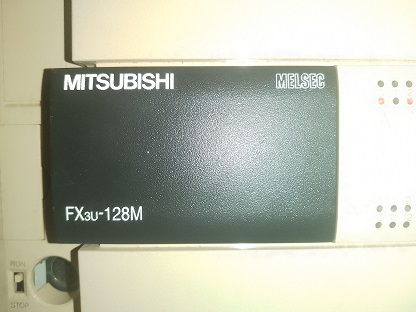 MITSUBISHI MELSEC
FX3U-128M
RUN
STOP